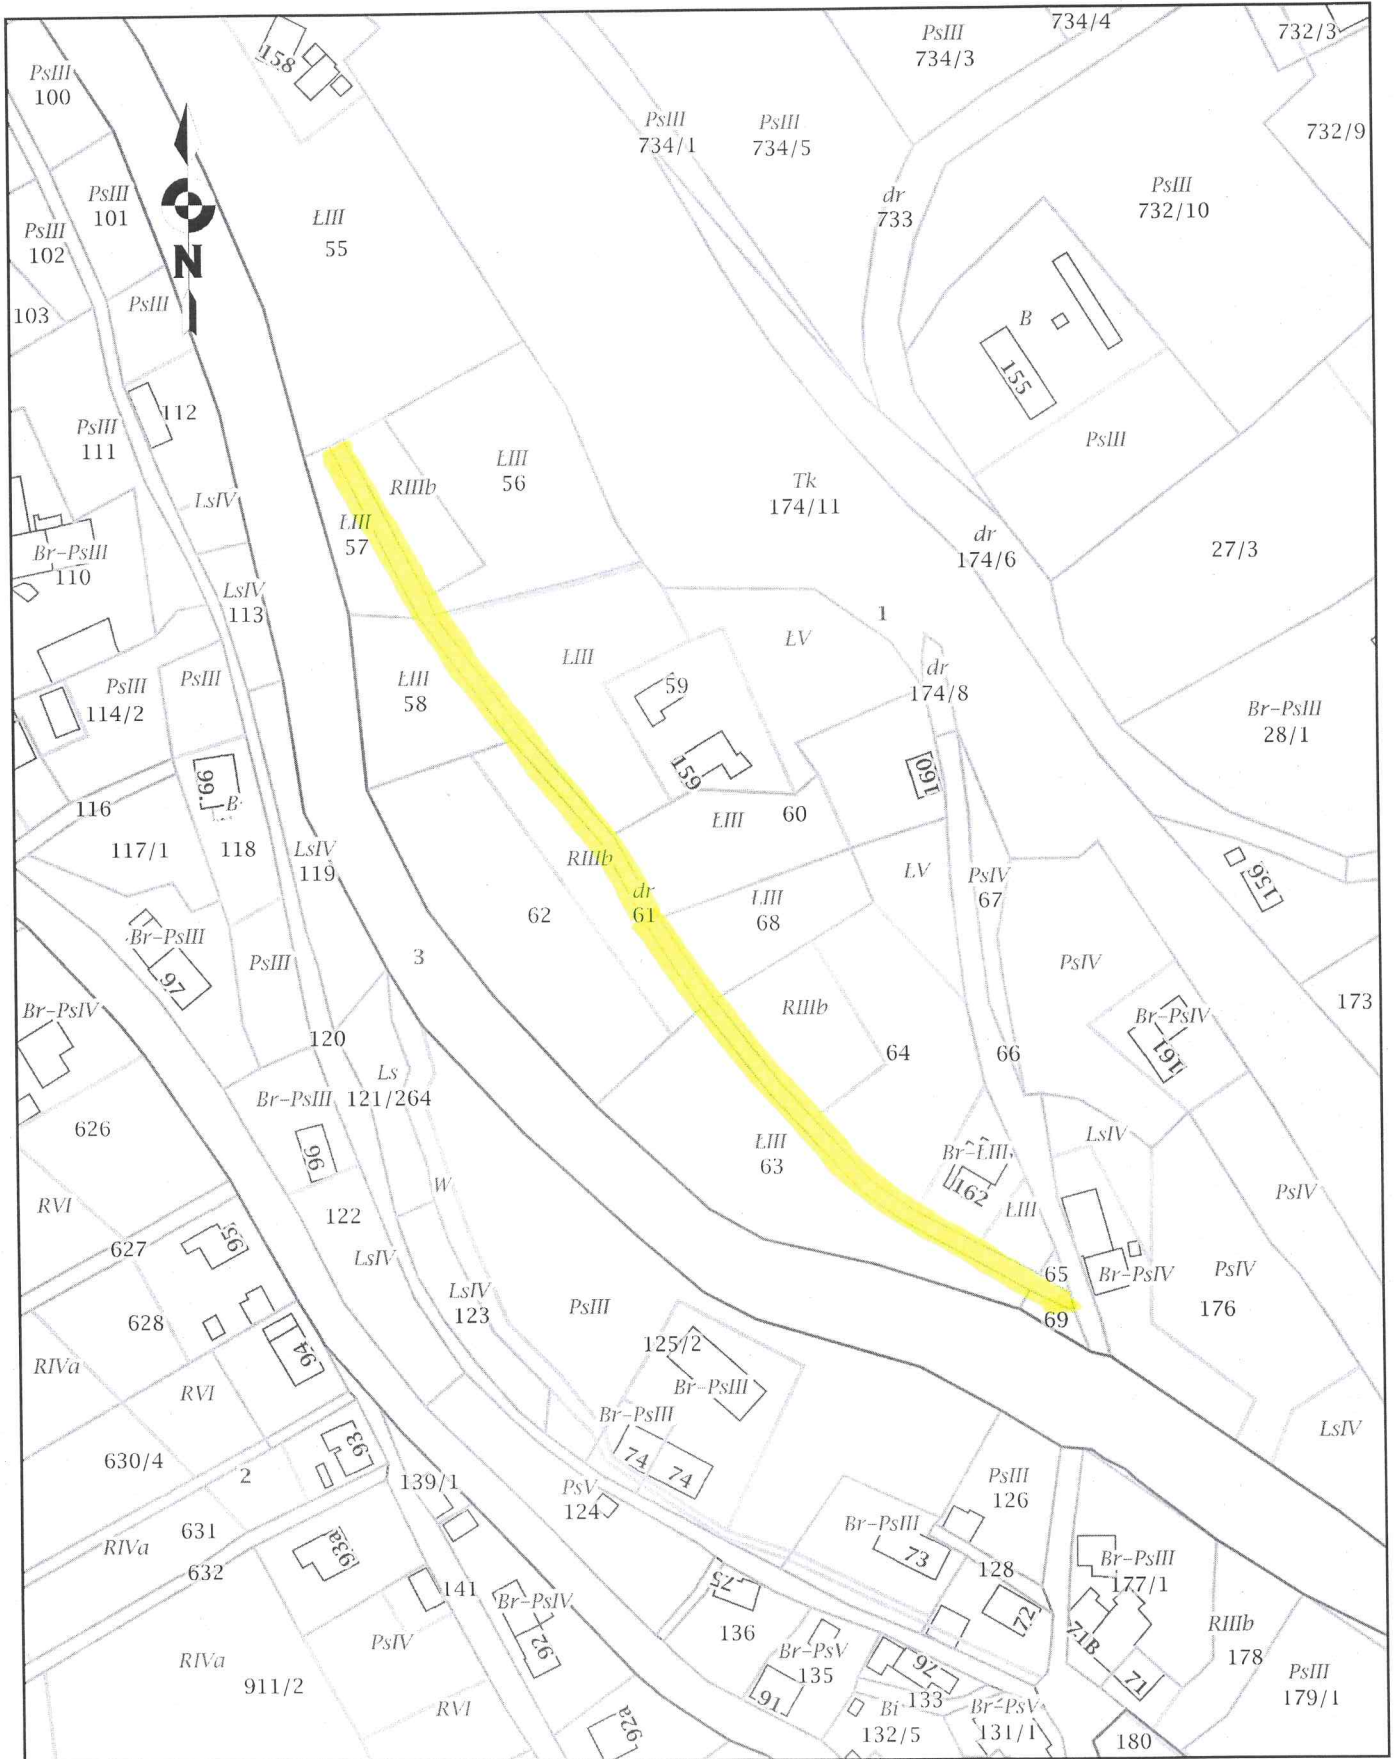 158
PsIII
100
PsIII
734/3
734/4
732/3
PsIII
734/1
PsIII
734/5
732/9
PsIII
101
PsIII
102
ŁIII
55
dr
733
PsIII
732/10
N
103
PsIII
B
155
112
PsIII
111
PsIII
ŁIII
56
RIIIb
Tk
174/11
LsIV
ŁIII
57
dr
174/6
27/3
Br-PsIII
110
LsIV
113
1
ŁV
ŁIII
dr
174/8
PsIII
PsIII
114/2
ŁIII
58
59
Br-PsIII
28/1
159
160
99
B
116
60
ŁIII
117/1
118
LsIV
119
RIIIb
ŁV
PsIV
67
156
dr
61
ŁIII
68
62
Br-PsIII
97
PsIII
3
PsIV
173
Br-PsIV
RIIIb
Br-PsIV
161
120
64
66
Ls
121/264
Br-PsIII
626
96
ŁIII
63
LsIV
Br-ŁIII
162
W
RVI
122
ŁIII
PsIV
627
95
LsIV
65
Br-PsIV
PsIV
176
LsIV
123
PsIII
628
69
94
125/2
RIVa
RVI
Br-PsIII
Br-PsIII
LsIV
93
74
74
630/4
2
139/1
PsV
124
PsIII
126
631
RIVa
632
93a
Br-PsIII
73
128
Br-PsIII
177/1
75
141
Br-PsIV
92
72
136
71B
RIIIb
178
PsIV
Br-PsV
135
RIVa
911/2
76
133
71
PsIII
179/1
91
RVI
Bi
132/5
Br-PsV
131/1
92a
180